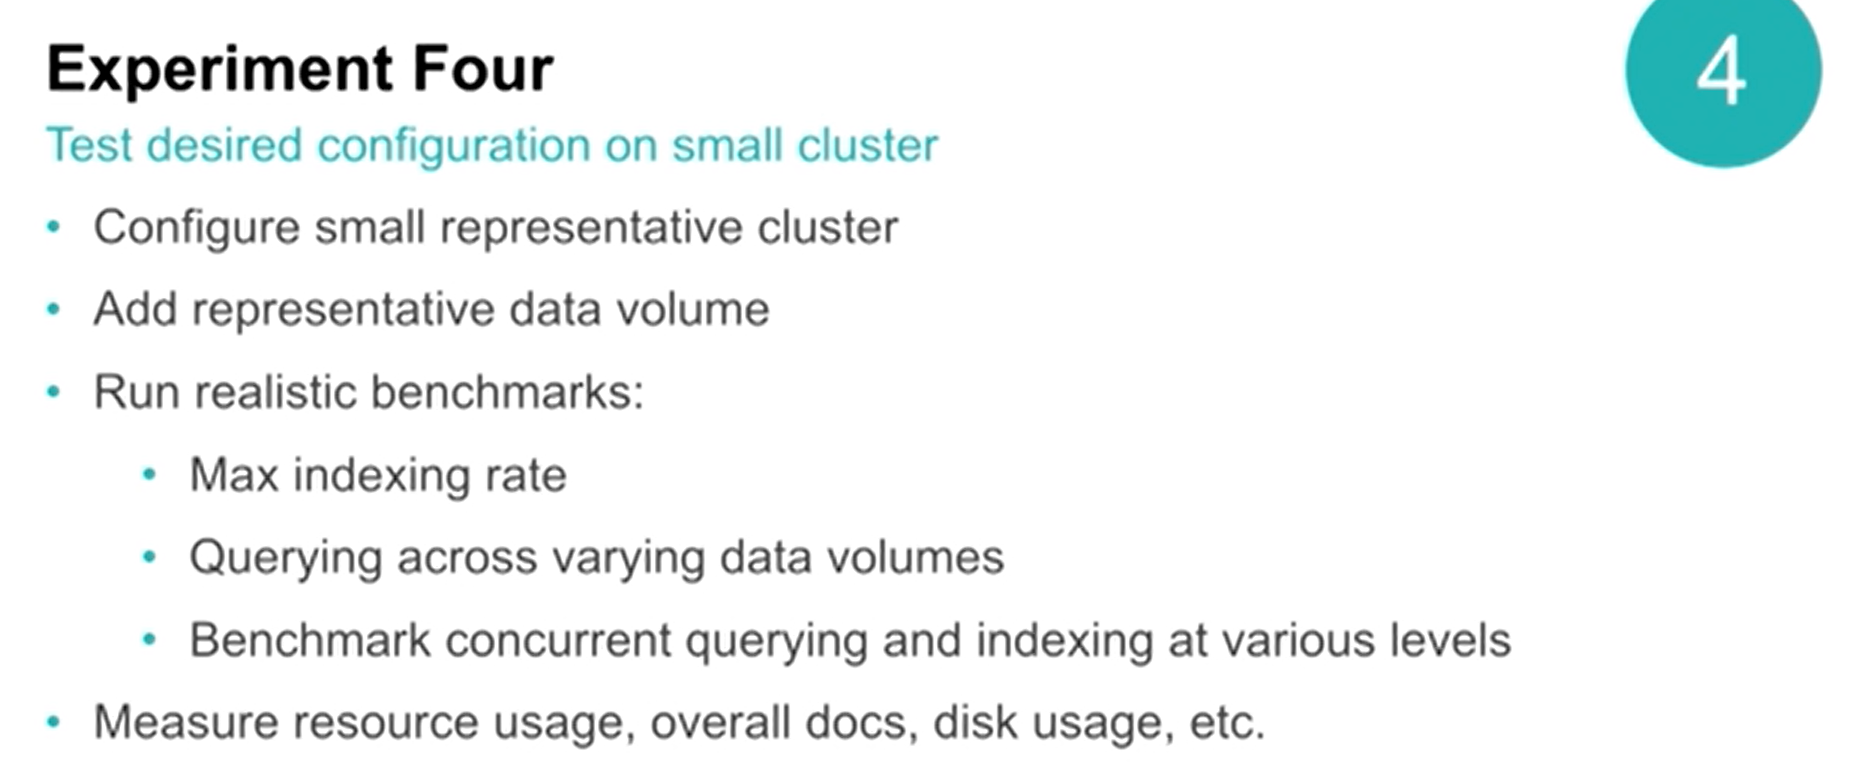 Experiment Four
4
Test desired configuration on small cluster
• Configure small representative cluster
• Add representative data volume
• Run realistic benchmarks:
• Max indexing rate
• Querying across varying data volumes
• Benchmark concurrent querying and indexing at various levels
• Measure resource usage, overall docs, disk usage, etc.